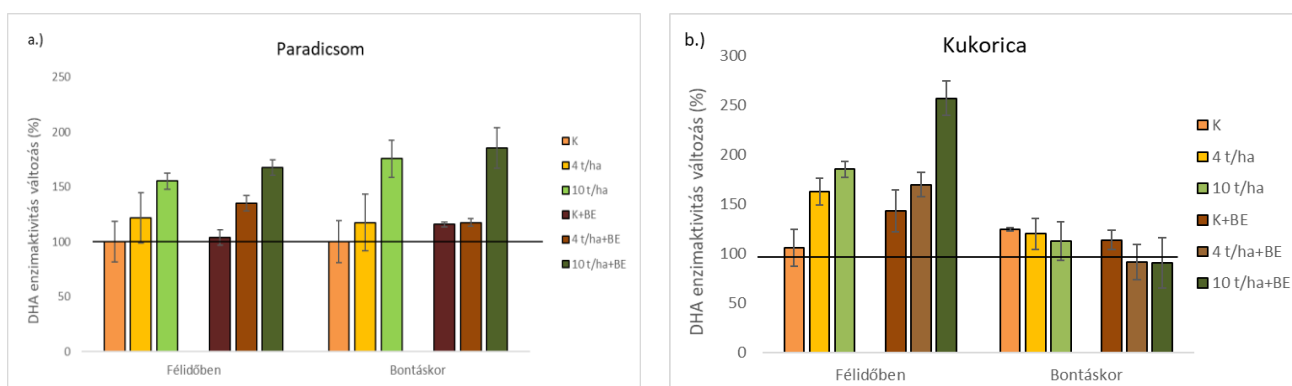 a.)
Paradicsom
DHA enzimaktivitás változás (%)
250
200
150
100
50
0
Félidőben
Bontáskor
K
4 t/ha
10 t/ha
K+BE
4 t/ha+BE
10 t/ha+BE
b.)
Kukorica
DHA enzimaktivitás változás (%)
300
250
200
150
100
50
0
Félidőben
Bontáskor
K
4 t/ha
10 t/ha
K+BE
4 t/ha+BE
10 t/ha+BE